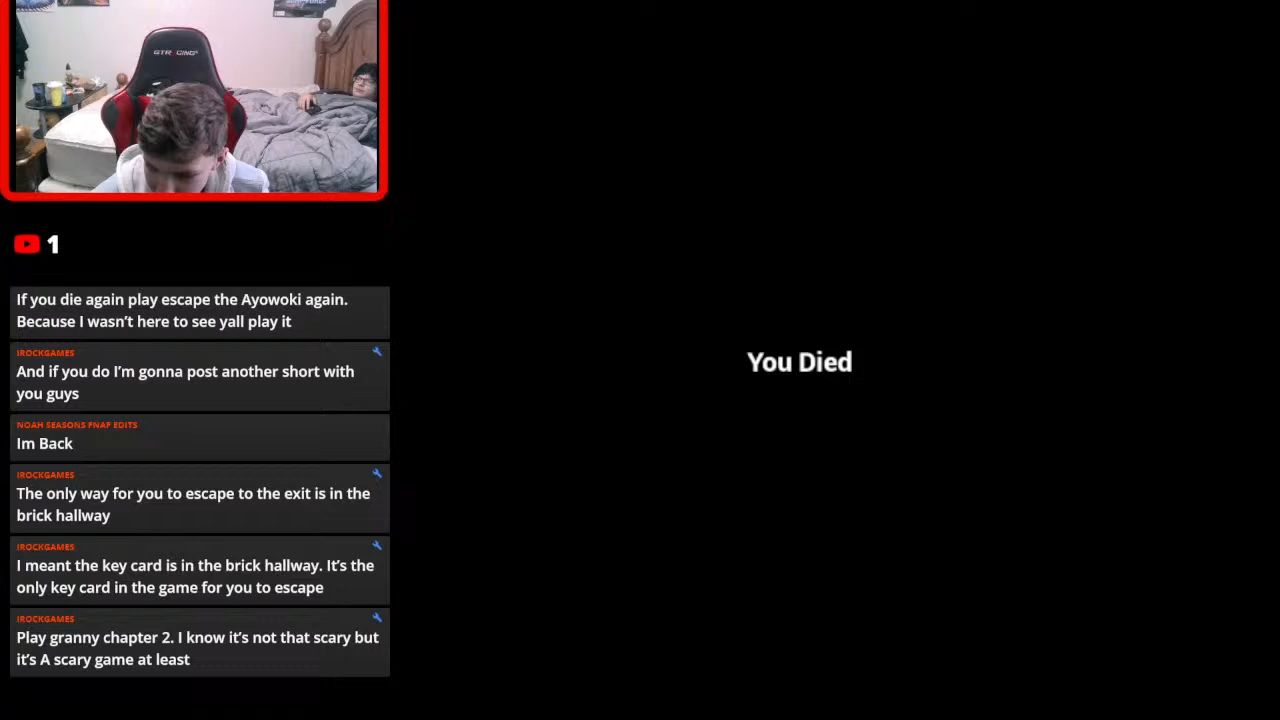 GTRACING
1
If you die again play escape the Ayowoki again.
Because I wasn't here to see yall play it
IROCKGAMES
And if you do I'm gonna post another short with
you guys
NOAH SEASONS FNAF EDITS
Im Back
IROCKGAMES
The only way for you to escape to the exit is in the
brick hallway
IROCKGAMES
I meant the key card is in the brick hallway. It's the
only key card in the game for you to escape
IROCKGAMES
Play granny chapter 2. I know it's not that scary but
it's A scary game at least
You Died